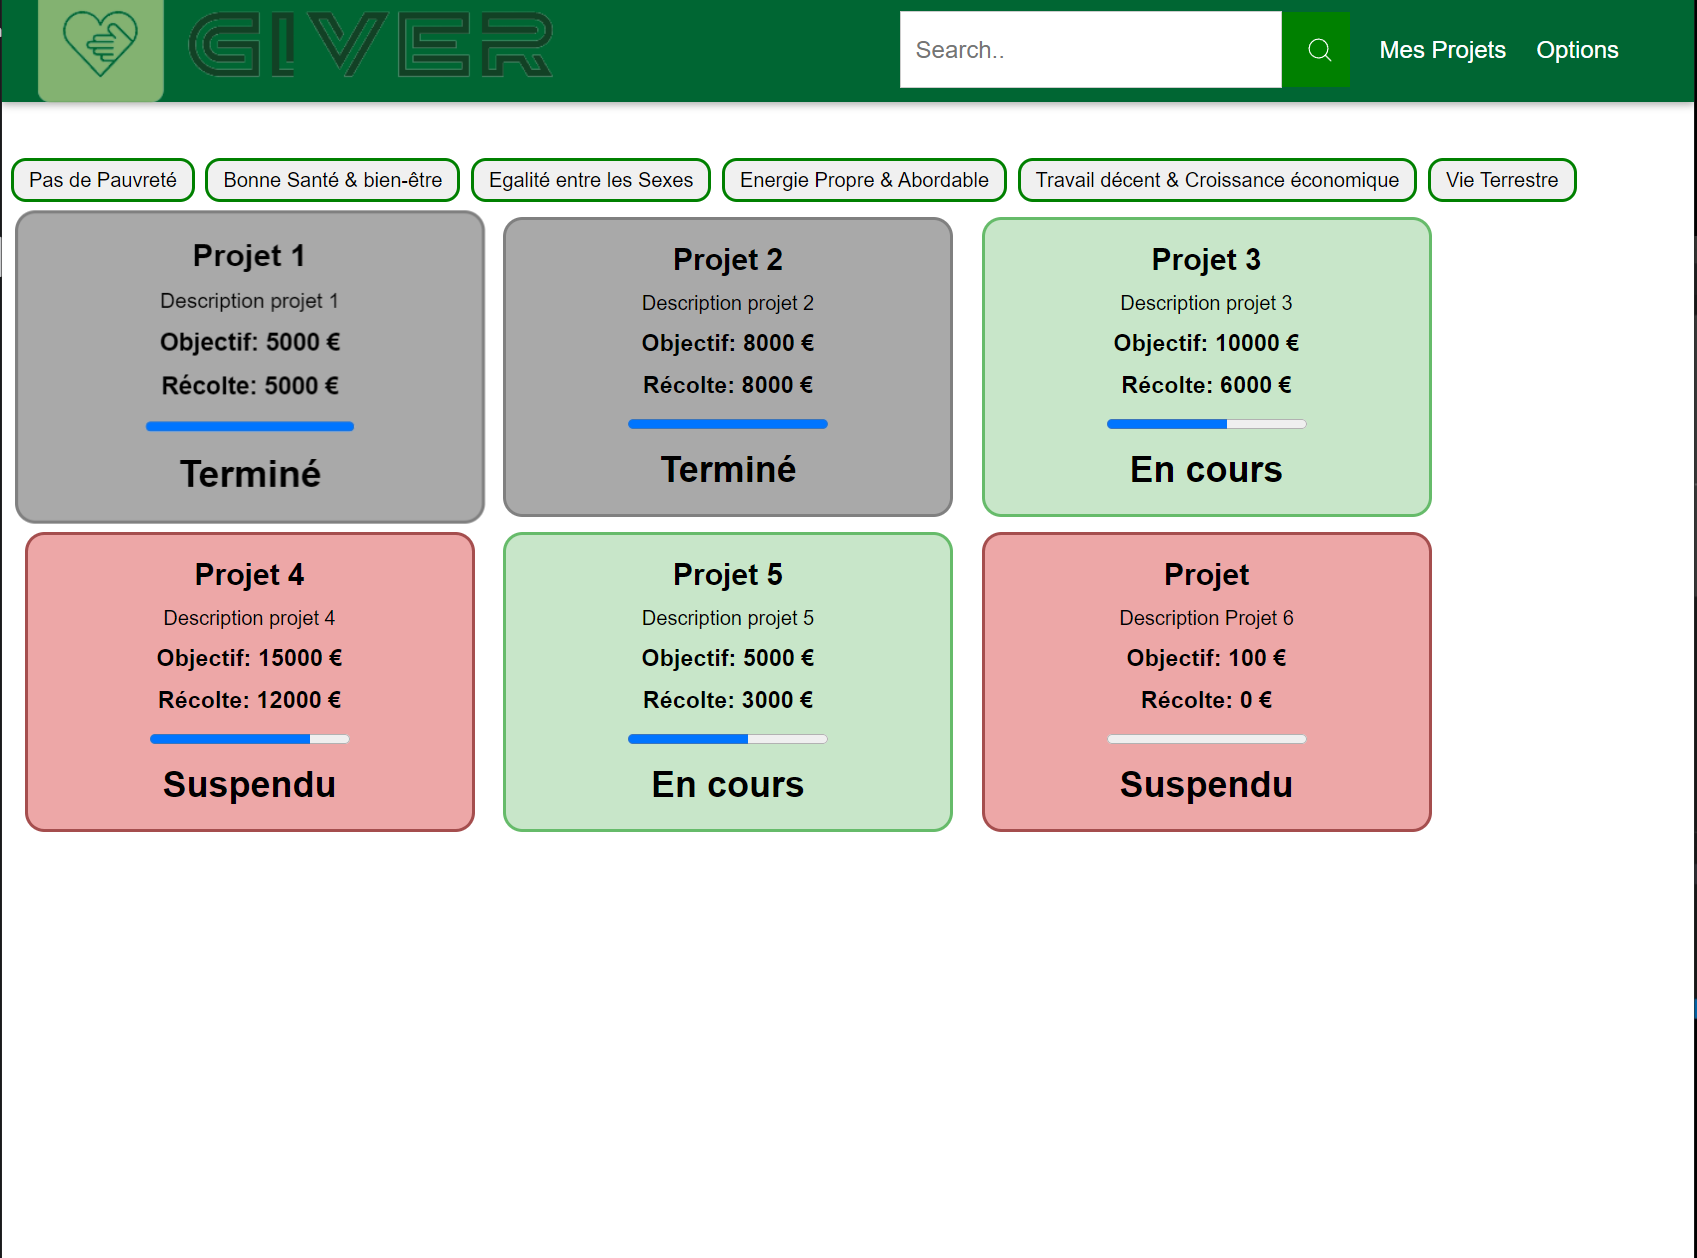 GIVER
Search..
Mes Projets
Options
Pas de Pauvreté
Bonne Santé & bien-être
Egalité entre les Sexes
Energie Propre & Abordable
Travail décent & Croissance économique
Vie Terrestre
Projet 1
Description projet 1
Objectif: 5000 €
Récolte: 5000 €
Terminé
Projet 2
Description projet 2
Objectif: 8000 €
Récolte: 8000 €
Terminé
Projet 3
Description projet 3
Objectif: 10000 €
Récolte: 6000 €
En cours
Projet 4
Description projet 4
Objectif: 15000 €
Récolte: 12000 €
Suspendu
Projet 5
Description projet 5
Objectif: 5000 €
Récolte: 3000 €
En cours
Projet
Description Projet 6
Objectif: 100 €
Récolte: 0 €
Suspendu